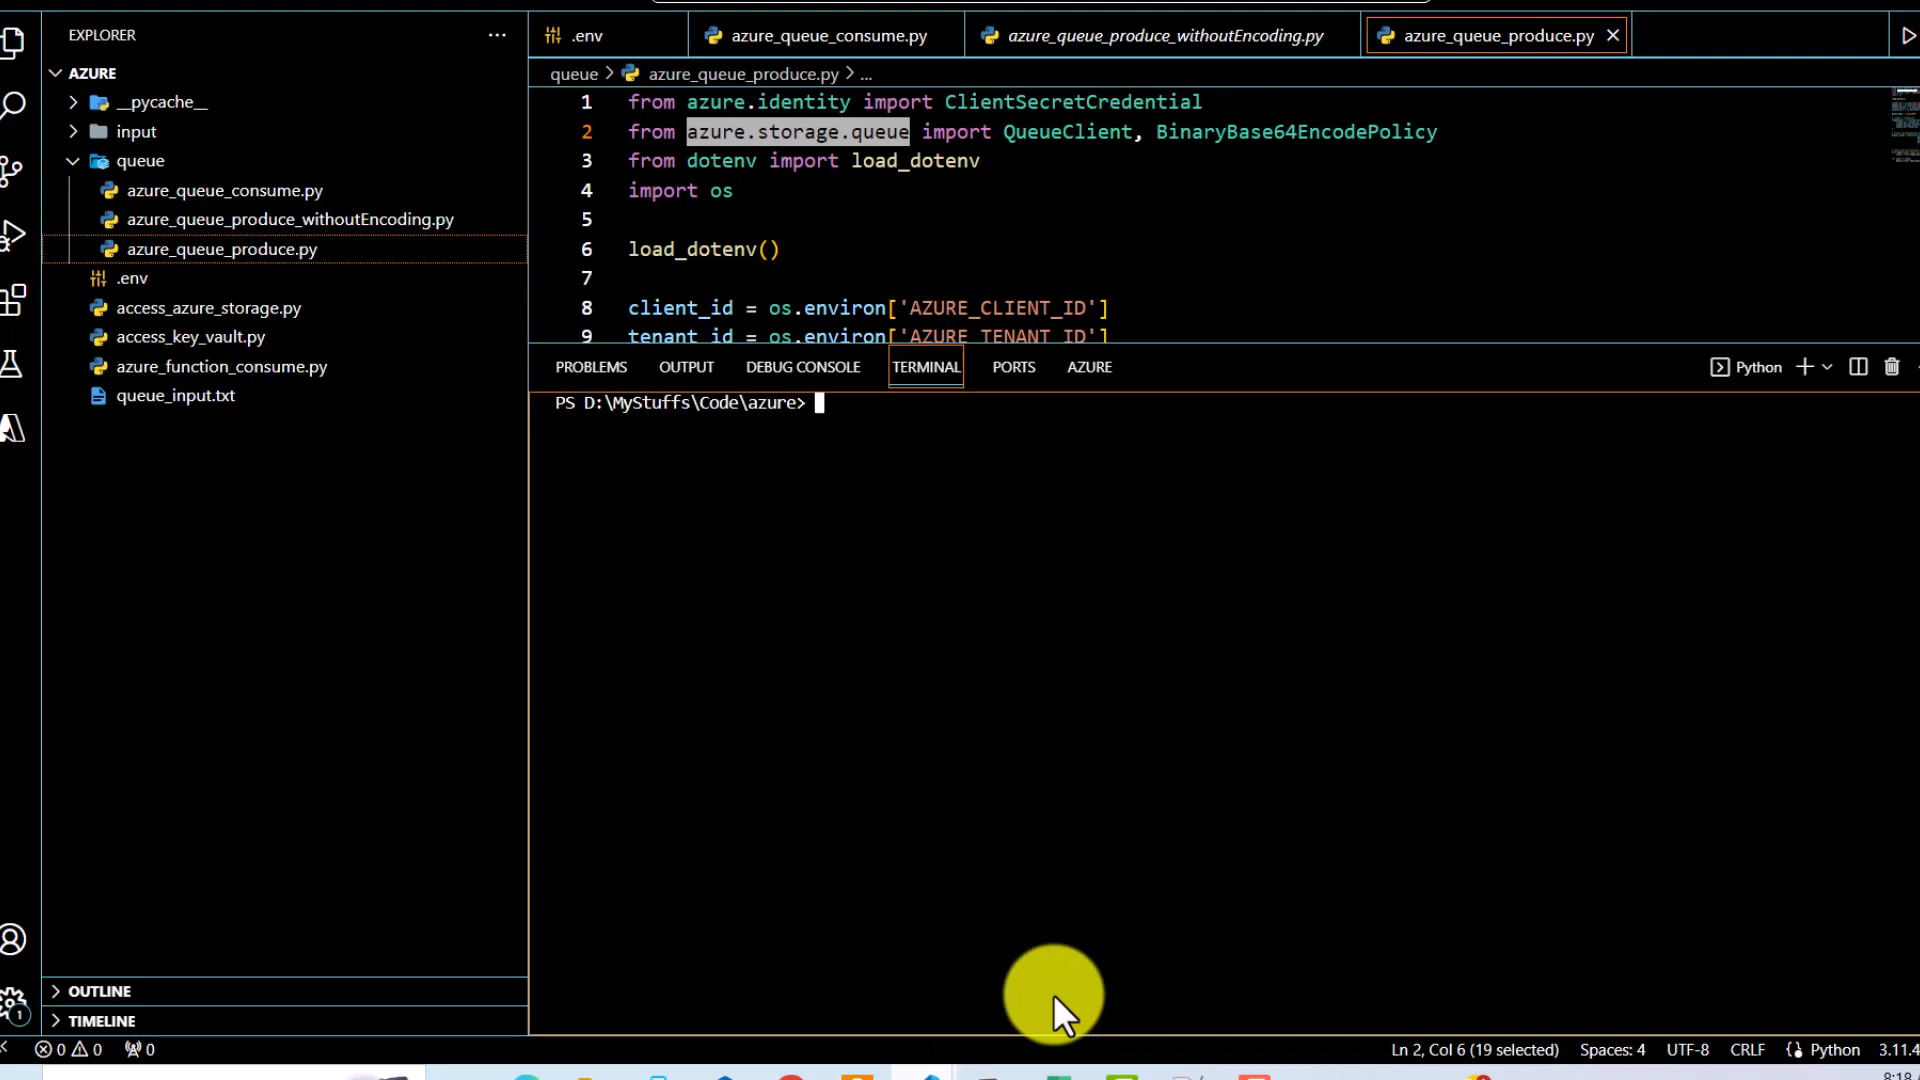 EXPLORER
AZURE
__pycache__
input
queue
azure_queue_consume.py
azure_queue_produce_withoutEncoding.py
azure_queue_produce.py
.env
access_azure_storage.py
access_key_vault.py
azure_function_consume.py
queue_input.txt
OUTLINE
TIMELINE
.env
azure_queue_consume.py
azure_queue_produce_withoutEncoding.py
azure_queue_produce.py
queue > azure_queue_produce.py > ...
1 from azure.identity import ClientSecretCredential
2 from azure.storage.queue import QueueClient, BinaryBase64EncodePolicy
3 from dotenv import load_dotenv
4 import os
5
6 load_dotenv()
7
8 client_id = os.environ['AZURE_CLIENT_ID']
9 tenant_id = os.environ['AZURE_TENANT_ID']
PROBLEMS OUTPUT DEBUG CONSOLE TERMINAL PORTS AZURE
Python
PS D:\MyStuffs\Code\azure>
1
0 0 0
Ln 2, Col 6 (19 selected) Spaces: 4 UTF-8 CRLF Python 3.11.4